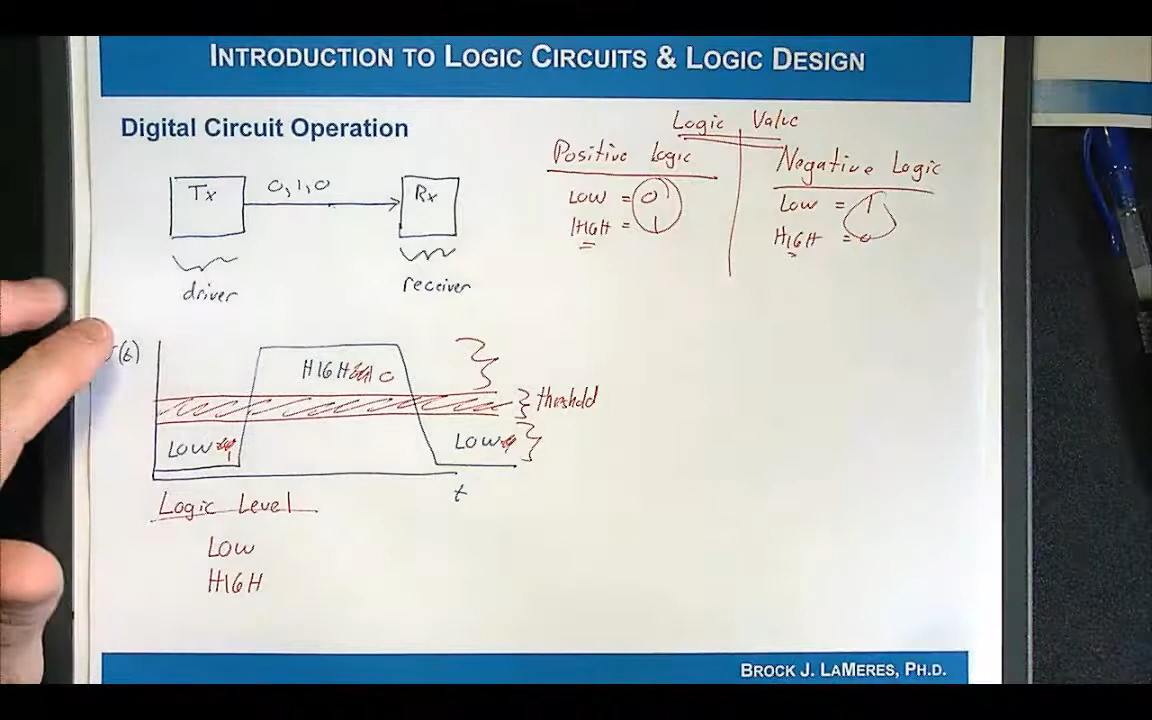 INTRODUCTION TO LOGIC CIRCUITS & LOGIC DESIGN
Digital Circuit Operation
Logic Value
Positive Logic
LOW = 0
HIGH = 1
Negative Logic
LOW = 1
HIGH = 0
Tx
0, 1, 0
Rx
driver
receiver
HIGH 0
threshold
LOW 1
LOW
t
Logic Level
LOW
HIGH
BROCK J. LAMERES, PH.D.